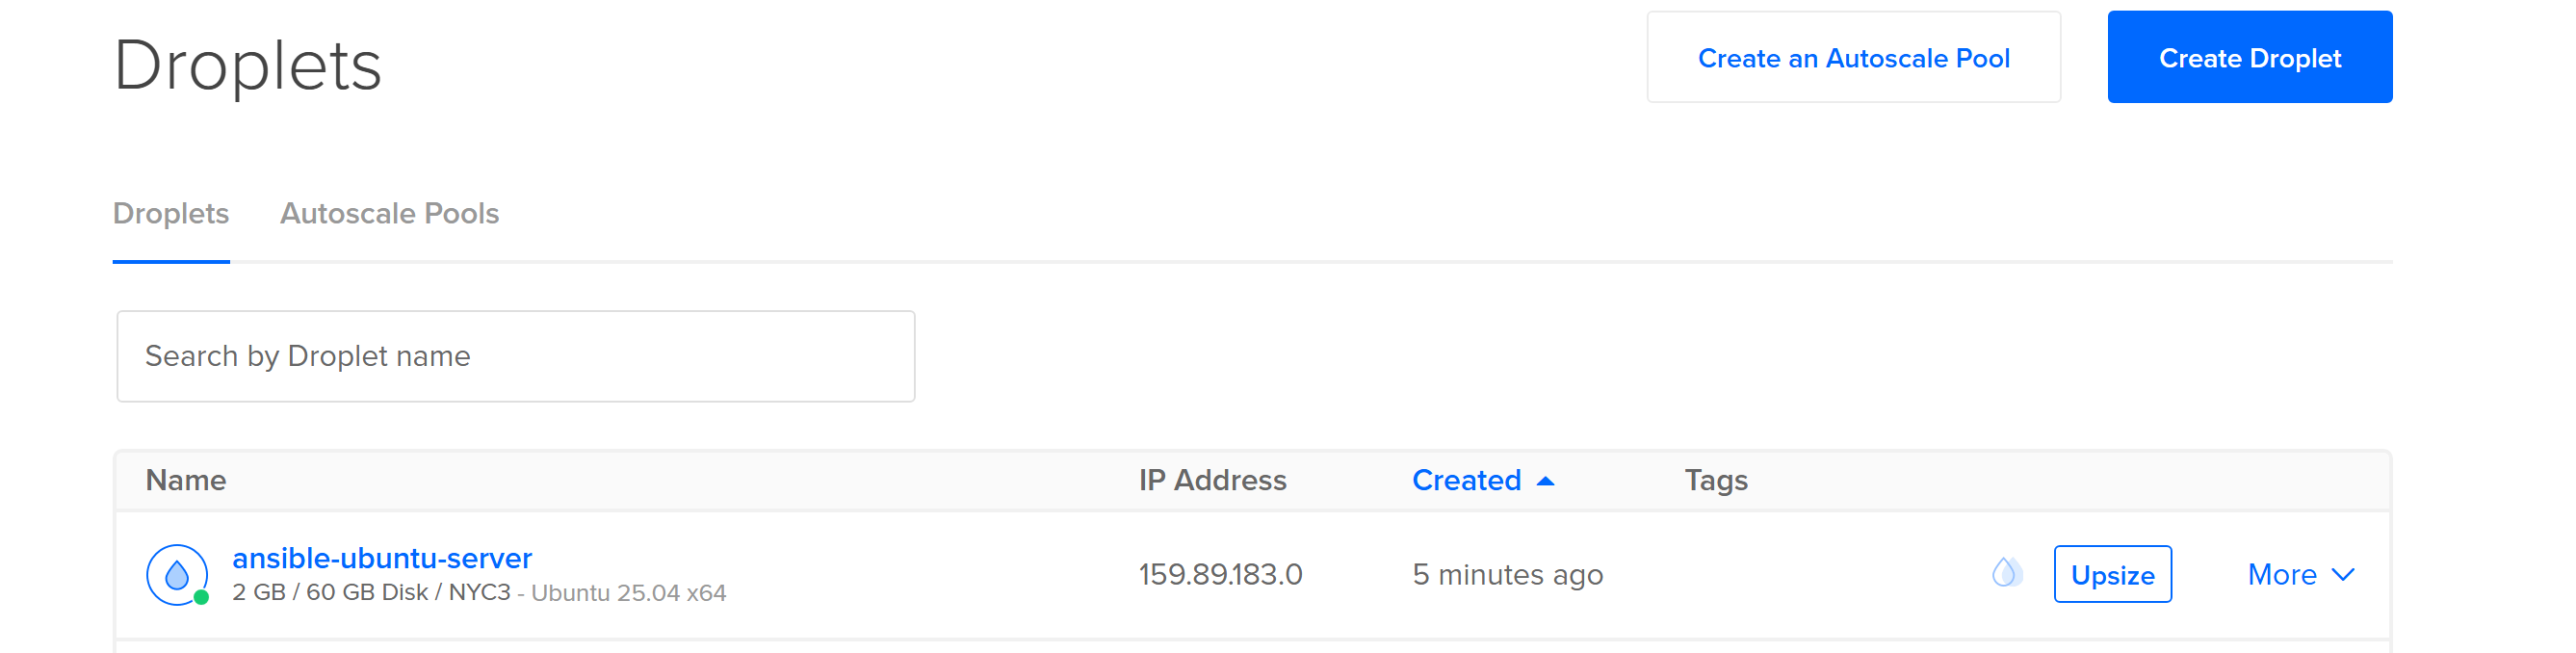 Droplets
Create an Autoscale Pool
Create Droplet
Droplets
Autoscale Pools
Search by Droplet name
Name IP Address Created Tags
ansible-ubuntu-server
2 GB / 60 GB Disk / NYC3 - Ubuntu 25.04 x64
159.89.183.0
5 minutes ago
Upsize
More